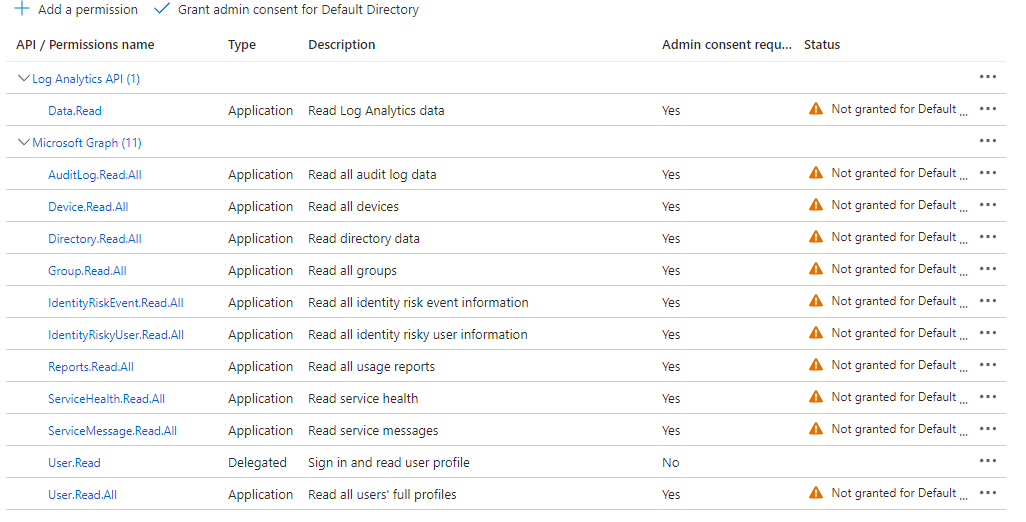 Add a permission Grant admin consent for Default Directory
API / Permissions name Type Description Admin consent requ... Status
Log Analytics API (1) ...
Data.Read Application Read Log Analytics data Yes Not granted for Default ... ...
Microsoft Graph (11) ...
AuditLog.Read.All Application Read all audit log data Yes Not granted for Default ... ...
Device.Read.All Application Read all devices Yes Not granted for Default ... ...
Directory.Read.All Application Read directory data Yes Not granted for Default ... ...
Group.Read.All Application Read all groups Yes Not granted for Default ... ...
IdentityRiskEvent.Read.All Application Read all identity risk event information Yes Not granted for Default ... ...
IdentityRiskyUser.Read.All Application Read all identity risky user information Yes Not granted for Default ... ...
Reports.Read.All Application Read all usage reports Yes Not granted for Default ... ...
ServiceHealth.Read.All Application Read service health Yes Not granted for Default ... ...
ServiceMessage.Read.All Application Read service messages Yes Not granted for Default ... ...
User.Read Delegated Sign in and read user profile No ...
User.Read.All Application Read all users' full profiles Yes Not granted for Default ... ...